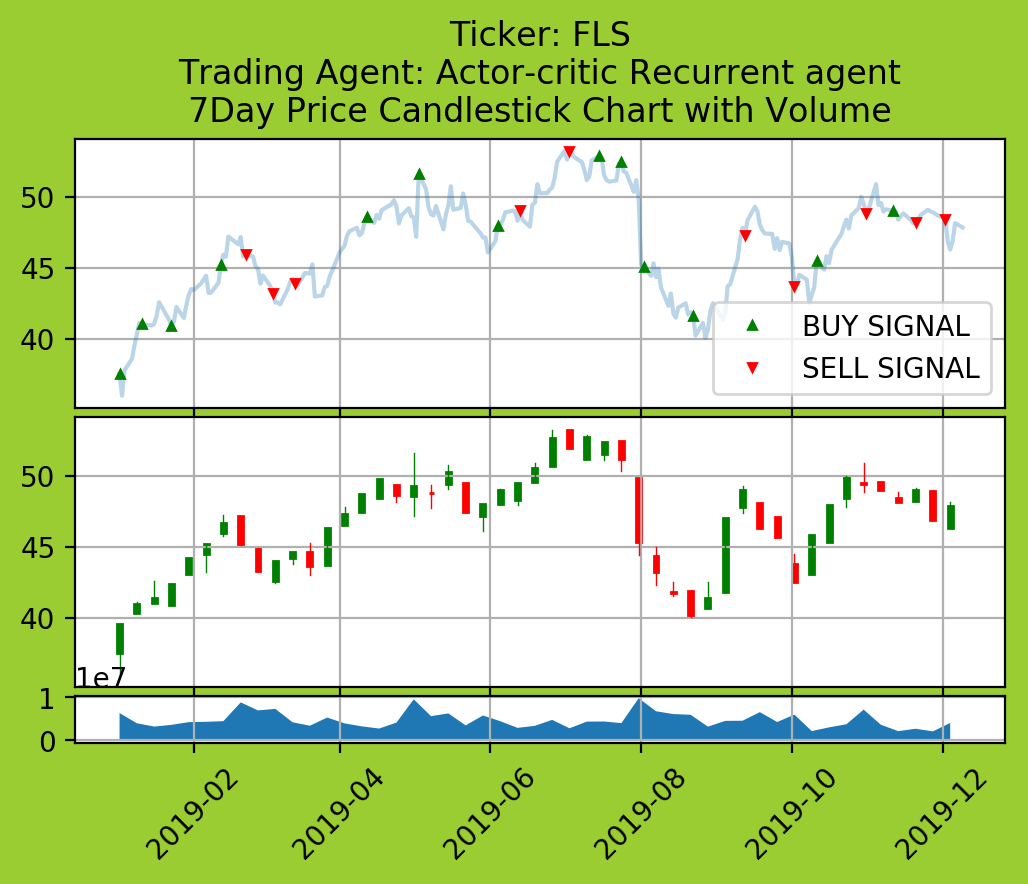 Ticker: FLS
Trading Agent: Actor-critic Recurrent agent
7Day Price Candlestick Chart with Volume
50
45
40
BUY SIGNAL
SELL SIGNAL
50
45
40
1e7
1
0
2019-02
2019-04
2019-06
2019-08
2019-10
2019-12